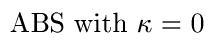 ABS with κ = 0